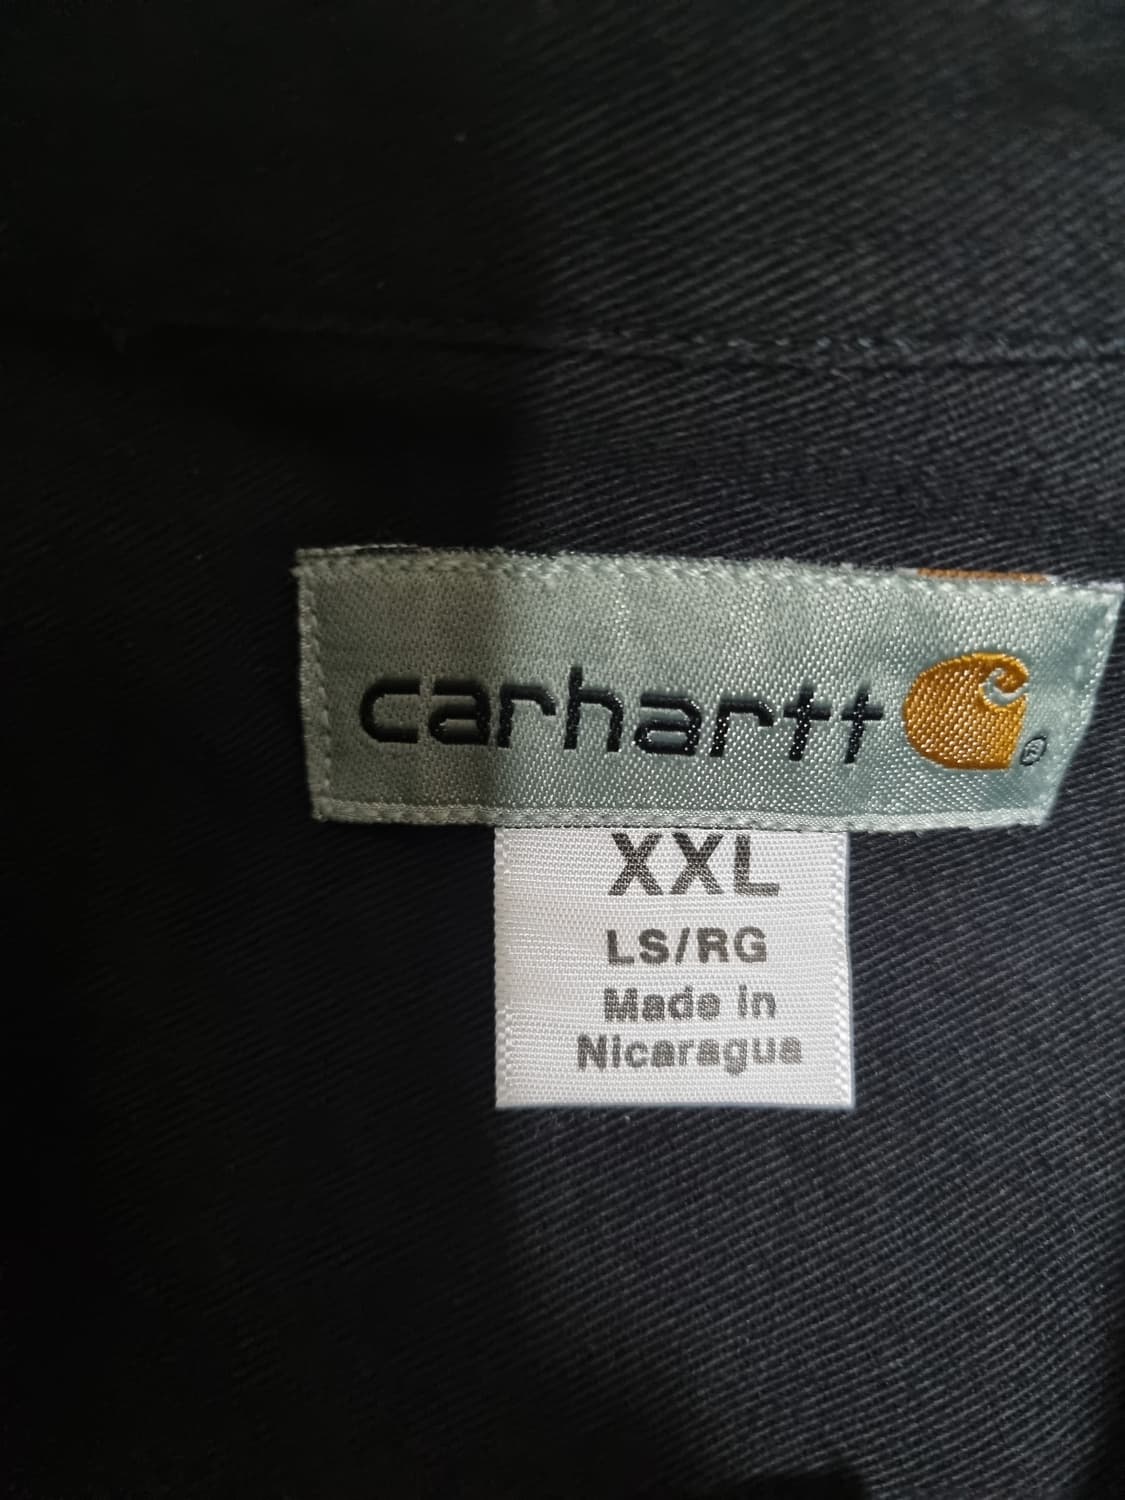 carhartt ®
XXL
LS/RG
Made in
Nicaragua